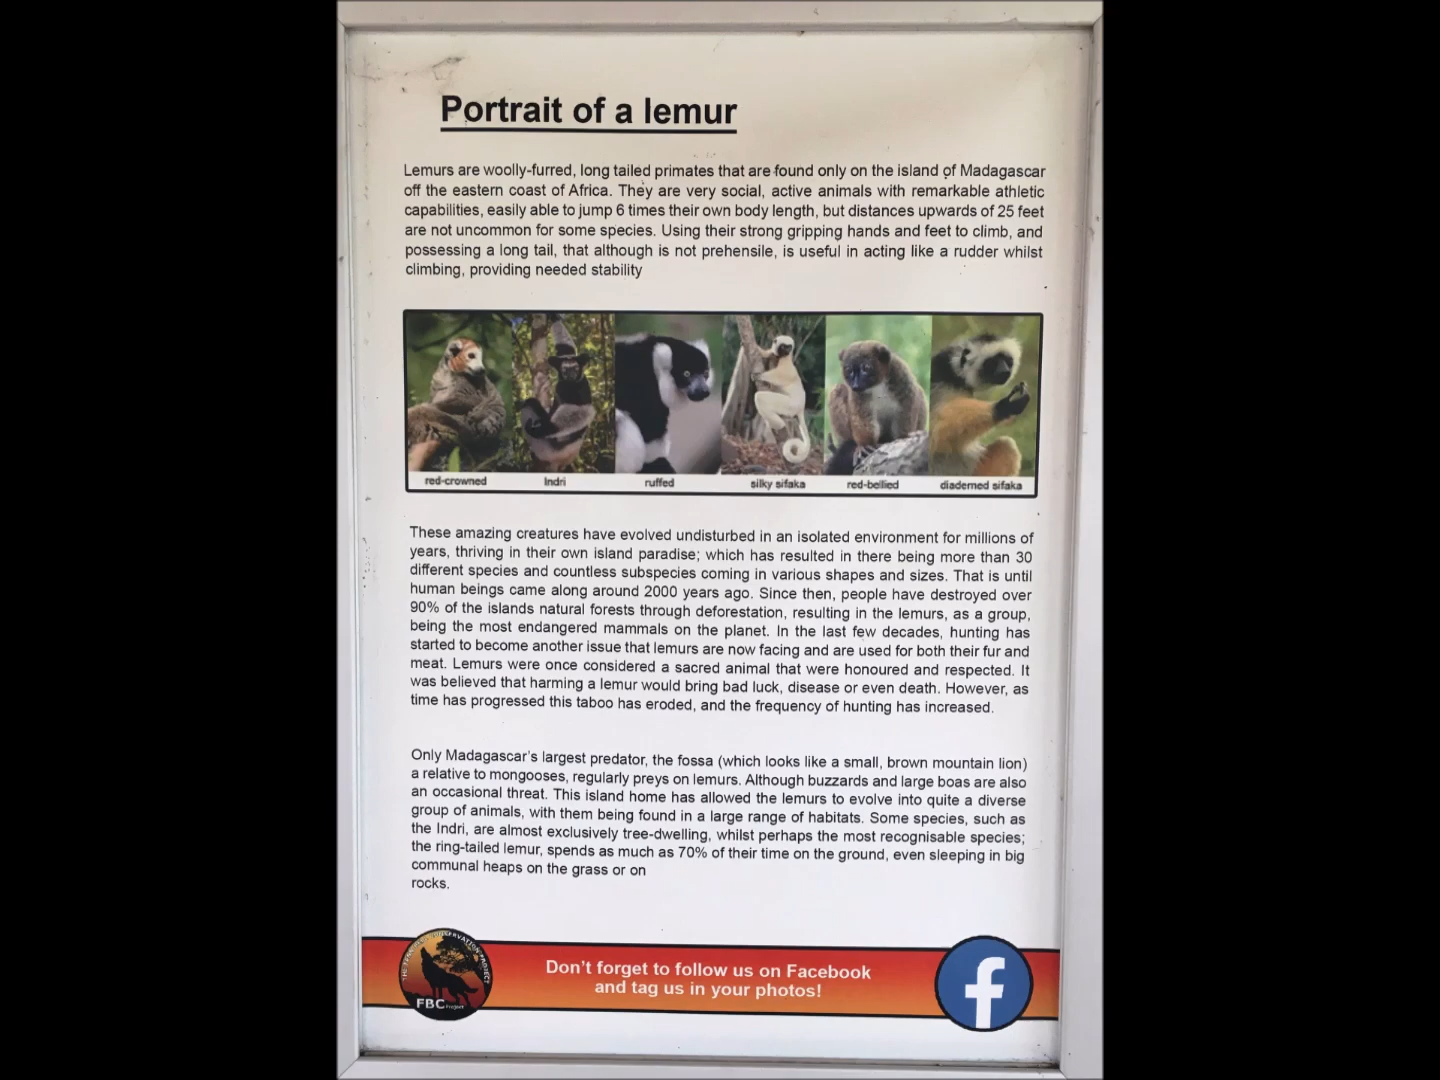 Portrait of a lemur
Lemurs are woolly-furred, long tailed primates that are found only on the island of Madagascar
off the eastern coast of Africa. They are very social, active animals with remarkable athletic
capabilities, easily able to jump 6 times their own body length, but distances upwards of 25 feet
are not uncommon for some species. Using their strong gripping hands and feet to climb, and
possessing a long tail, that although is not prehensile, is useful in acting like a rudder whilst
climbing, providing needed stability
red-crowned Indri ruffed silky sifaka red-bellied diademed sifaka
These amazing creatures have evolved undisturbed in an isolated environment for millions of
years, thriving in their own island paradise; which has resulted in there being more than 30
different species and countless subspecies coming in various shapes and sizes. That is until
human beings came along around 2000 years ago. Since then, people have destroyed over
90% of the islands natural forests through deforestation, resulting in the lemurs, as a group,
being the most endangered mammals on the planet. In the last few decades, hunting has
started to become another issue that lemurs are now facing and are used for both their fur and
meat. Lemurs were once considered a sacred animal that were honoured and respected. It
was believed that harming a lemur would bring bad luck, disease or even death. However, as
time has progressed this taboo has eroded, and the frequency of hunting has increased.
Only Madagascar's largest predator, the fossa (which looks like a small, brown mountain lion)
a relative to mongooses, regularly preys on lemurs. Although buzzards and large boas are also
an occasional threat. This island home has allowed the lemurs to evolve into quite a diverse
group of animals, with them being found in a large range of habitats. Some species, such as
the Indri, are almost exclusively tree-dwelling, whilst perhaps the most recognisable species;
the ring-tailed lemur, spends as much as 70% of their time on the ground, even sleeping in big
communal heaps on the grass or on
rocks.
Don't forget to follow us on Facebook
and tag us in your photos!
FBC Project
f